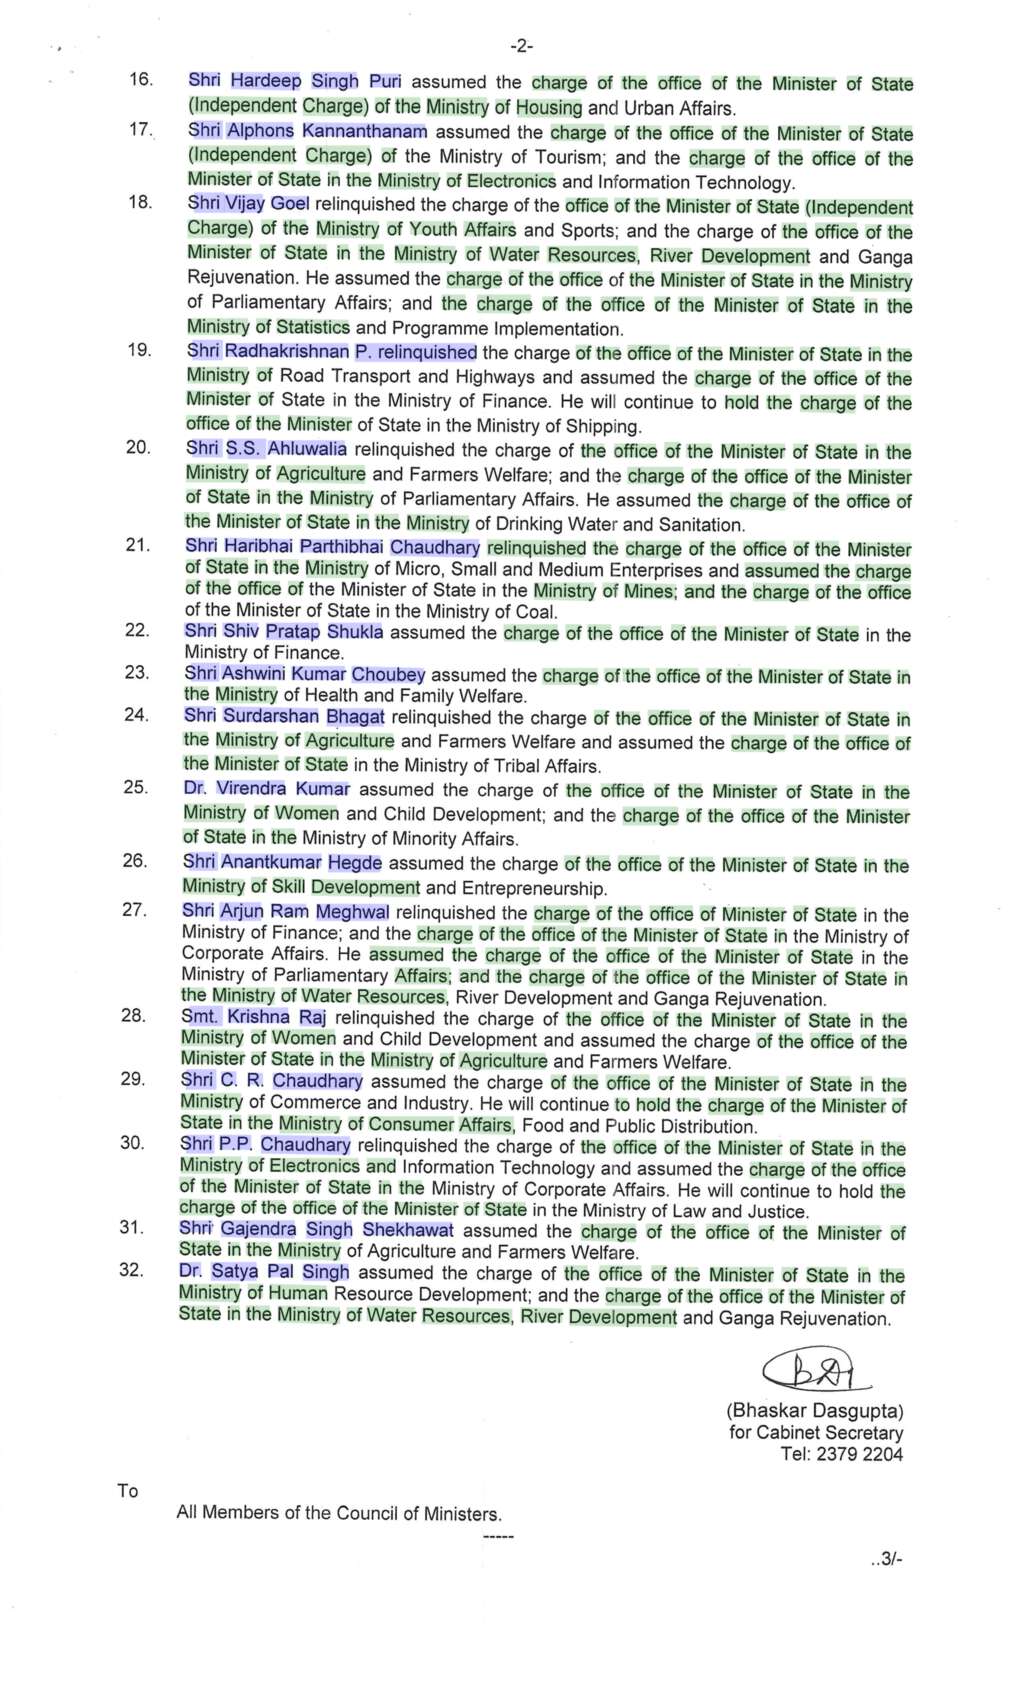 -2-
16. Shri Hardeep Singh Puri assumed the charge of the office of the Minister of State
(Independent Charge) of the Ministry of Housing and Urban Affairs.
17. Shri Alphons Kannanthanam assumed the charge of the office of the Minister of State
(Independent Charge) of the Ministry of Tourism; and the charge of the office of the
Minister of State in the Ministry of Electronics and Information Technology.
18. Shri Vijay Goel relinquished the charge of the office of the Minister of State (Independent
Charge) of the Ministry of Youth Affairs and Sports; and the charge of the office of the
Minister of State in the Ministry of Water Resources, River Development and Ganga
Rejuvenation. He assumed the charge of the office of the Minister of State in the Ministry
of Parliamentary Affairs; and the charge of the office of the Minister of State in the
Ministry of Statistics and Programme Implementation.
19. Shri Radhakrishnan P. relinquished the charge of the office of the Minister of State in the
Ministry of Road Transport and Highways and assumed the charge of the office of the
Minister of State in the Ministry of Finance. He will continue to hold the charge of the
office of the Minister of State in the Ministry of Shipping.
20. Shri S.S. Ahluwalia relinquished the charge of the office of the Minister of State in the
Ministry of Agriculture and Farmers Welfare; and the charge of the office of the Minister
of State in the Ministry of Parliamentary Affairs. He assumed the charge of the office of
the Minister of State in the Ministry of Drinking Water and Sanitation.
21. Shri Haribhai Parthibhai Chaudhary relinquished the charge of the office of the Minister
of State in the Ministry of Micro, Small and Medium Enterprises and assumed the charge
of the office of the Minister of State in the Ministry of Mines; and the charge of the office
of the Minister of State in the Ministry of Coal.
22. Shri Shiv Pratap Shukla assumed the charge of the office of the Minister of State in the
Ministry of Finance.
23. Shri Ashwini Kumar Choubey assumed the charge of the office of the Minister of State in
the Ministry of Health and Family Welfare.
24. Shri Surdarshan Bhagat relinquished the charge of the office of the Minister of State in
the Ministry of Agriculture and Farmers Welfare and assumed the charge of the office of
the Minister of State in the Ministry of Tribal Affairs.
25. Dr. Virendra Kumar assumed the charge of the office of the Minister of State in the
Ministry of Women and Child Development; and the charge of the office of the Minister
of State in the Ministry of Minority Affairs.
26. Shri Anantkumar Hegde assumed the charge of the office of the Minister of State in the
Ministry of Skill Development and Entrepreneurship.
27. Shri Arjun Ram Meghwal relinquished the charge of the office of Minister of State in the
Ministry of Finance; and the charge of the office of the Minister of State in the Ministry of
Corporate Affairs. He assumed the charge of the office of the Minister of State in the
Ministry of Parliamentary Affairs; and the charge of the office of the Minister of State in
the Ministry of Water Resources, River Development and Ganga Rejuvenation.
28. Smt. Krishna Raj relinquished the charge of the office of the Minister of State in the
Ministry of Women and Child Development and assumed the charge of the office of the
Minister of State in the Ministry of Agriculture and Farmers Welfare.
29. Shri C. R. Chaudhary assumed the charge of the office of the Minister of State in the
Ministry of Commerce and Industry. He will continue to hold the charge of the Minister of
State in the Ministry of Consumer Affairs, Food and Public Distribution.
30. Shri P.P. Chaudhary relinquished the charge of the office of the Minister of State in the
Ministry of Electronics and Information Technology and assumed the charge of the office
of the Minister of State in the Ministry of Corporate Affairs. He will continue to hold the
charge of the office of the Minister of State in the Ministry of Law and Justice.
31. Shri Gajendra Singh Shekhawat assumed the charge of the office of the Minister of
State in the Ministry of Agriculture and Farmers Welfare.
32. Dr. Satya Pal Singh assumed the charge of the office of the Minister of State in the
Ministry of Human Resource Development; and the charge of the office of the Minister of
State in the Ministry of Water Resources, River Development and Ganga Rejuvenation.
(Bhaskar Dasgupta)
for Cabinet Secretary
Tel: 2379 2204
To
All Members of the Council of Ministers.
-----
..3/-